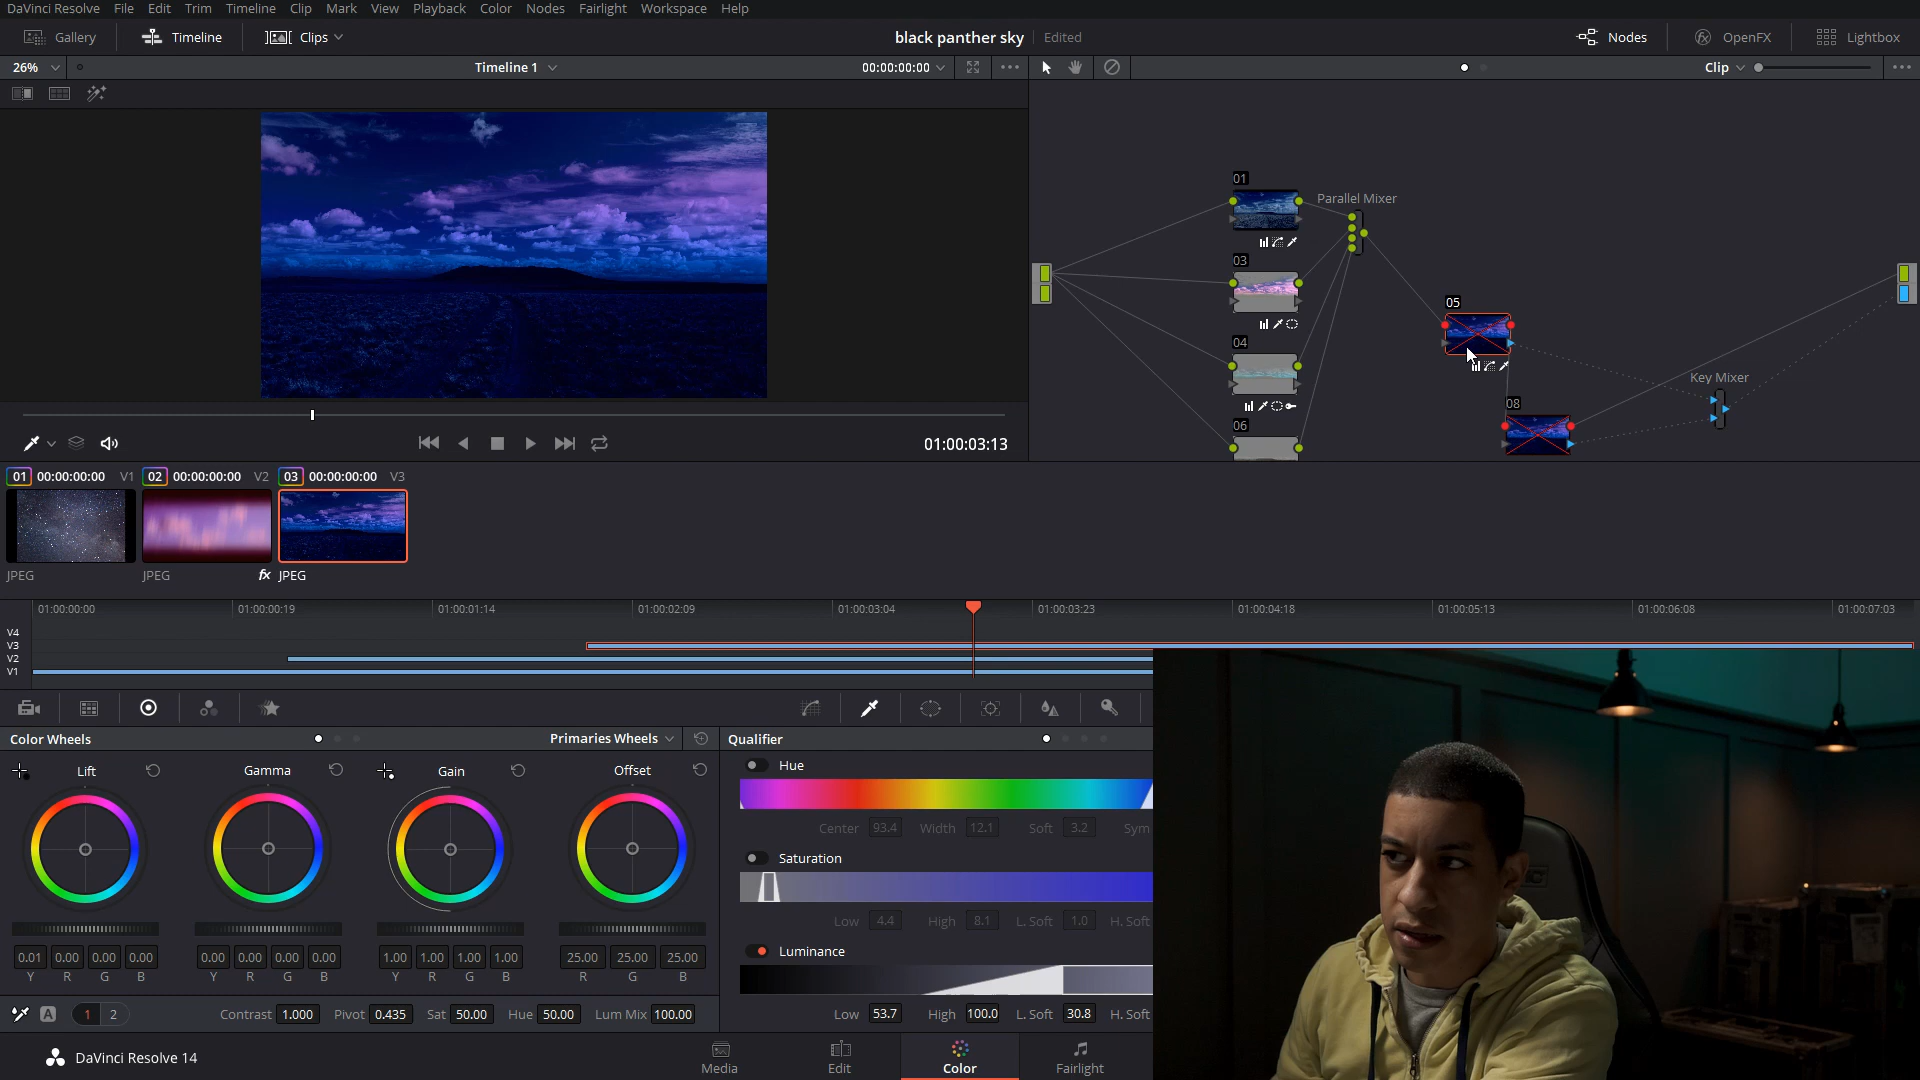 DaVinci Resolve File Edit Trim Timeline Clip Mark View Playback Color Nodes Fairlight Workspace Help
Gallery Timeline Clips black panther sky Edited Nodes OpenFX Lightbox
26% Timeline 1 00:00:00:00 Clip
01
Parallel Mixer
03
05
04
Key Mixer
08
06
01:00:03:13
01 00:00:00:00 V1 02 00:00:00:00 V2 03 00:00:00:00 V3
JPEG JPEG fx JPEG
01:00:00:00 01:00:00:19 01:00:01:14 01:00:02:09 01:00:03:04 01:00:03:23 01:00:04:18 01:00:05:13 01:00:06:08 01:00:07:03
V4
V3
V2
V1
Color Wheels Primaries Wheels Qualifier
Lift Gamma Gain Offset Hue
Center 93.4 Width 12.1 Soft 3.2 Sym
Saturation
Low 4.4 High 8.1 L. Soft 1.0 H. Soft
Luminance
0.01 0.00 0.00 0.00 0.00 0.00 0.00 0.00 1.00 1.00 1.00 1.00 25.00 25.00 25.00
Y R G B Y R G B Y R G B R G B
A 1 2 Contrast 1.000 Pivot 0.435 Sat 50.00 Hue 50.00 Lum Mix 100.00 Low 53.7 High 100.0 L. Soft 30.8 H. Soft
DaVinci Resolve 14 Media Edit Color Fairlight